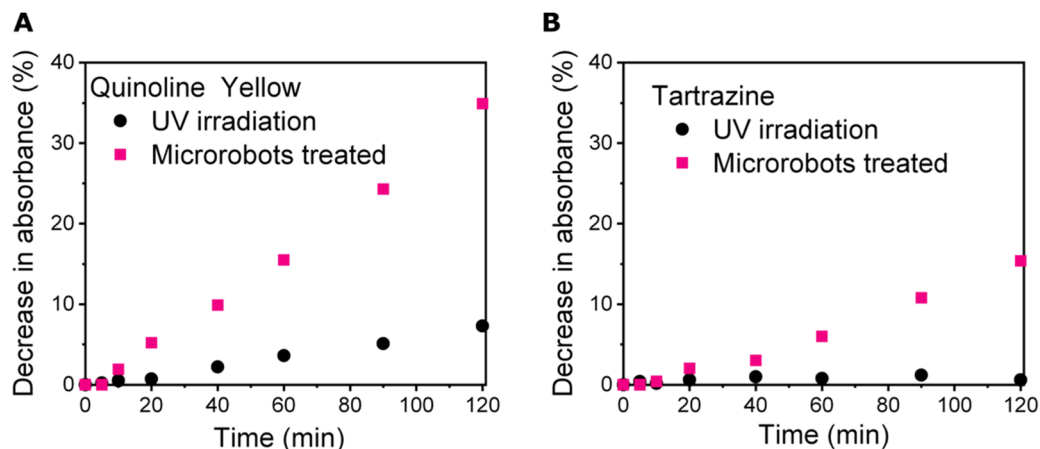 A
Decrease in absorbance (%)
40
30
20
10
0
Quinoline Yellow
UV irradiation
Microrobots treated
0 20 40 60 80 100 120
Time (min)
B
Decrease in absorbance (%)
40
30
20
10
0
Tartrazine
UV irradiation
Microrobots treated
0 20 40 60 80 100 120
Time (min)